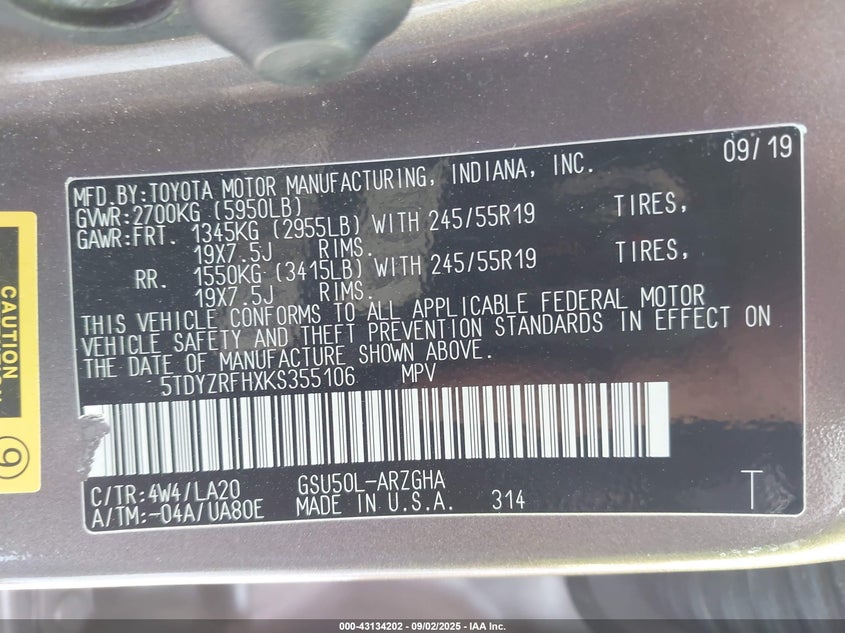 09/19
MFD.BY:TOYOTA MOTOR MANUFACTURING, INDIANA, INC.
GVWR:2700KG (5950LB)
GAWR:FRT. 1345KG (2955LB) WITH 245/55R19 TIRES,
19X7.5J RIMS.
RR. 1550KG (3415LB) WITH 245/55R19 TIRES,
19X7.5J RIMS.
THIS VEHICLE CONFORMS TO ALL APPLICABLE FEDERAL MOTOR
VEHICLE SAFETY AND THEFT PREVENTION STANDARDS IN EFFECT ON
THE DATE OF MANUFACTURE SHOWN ABOVE.
5TDYZRFHXKS355106 MPV
C/TR:4W4/LA20 GSU50L-ARZGHA
A/TM:-04A/UA80E MADE IN U.S.A. 314 T
CAUTION
9
000-43134202 - 09/02/2025 - IAA Inc.